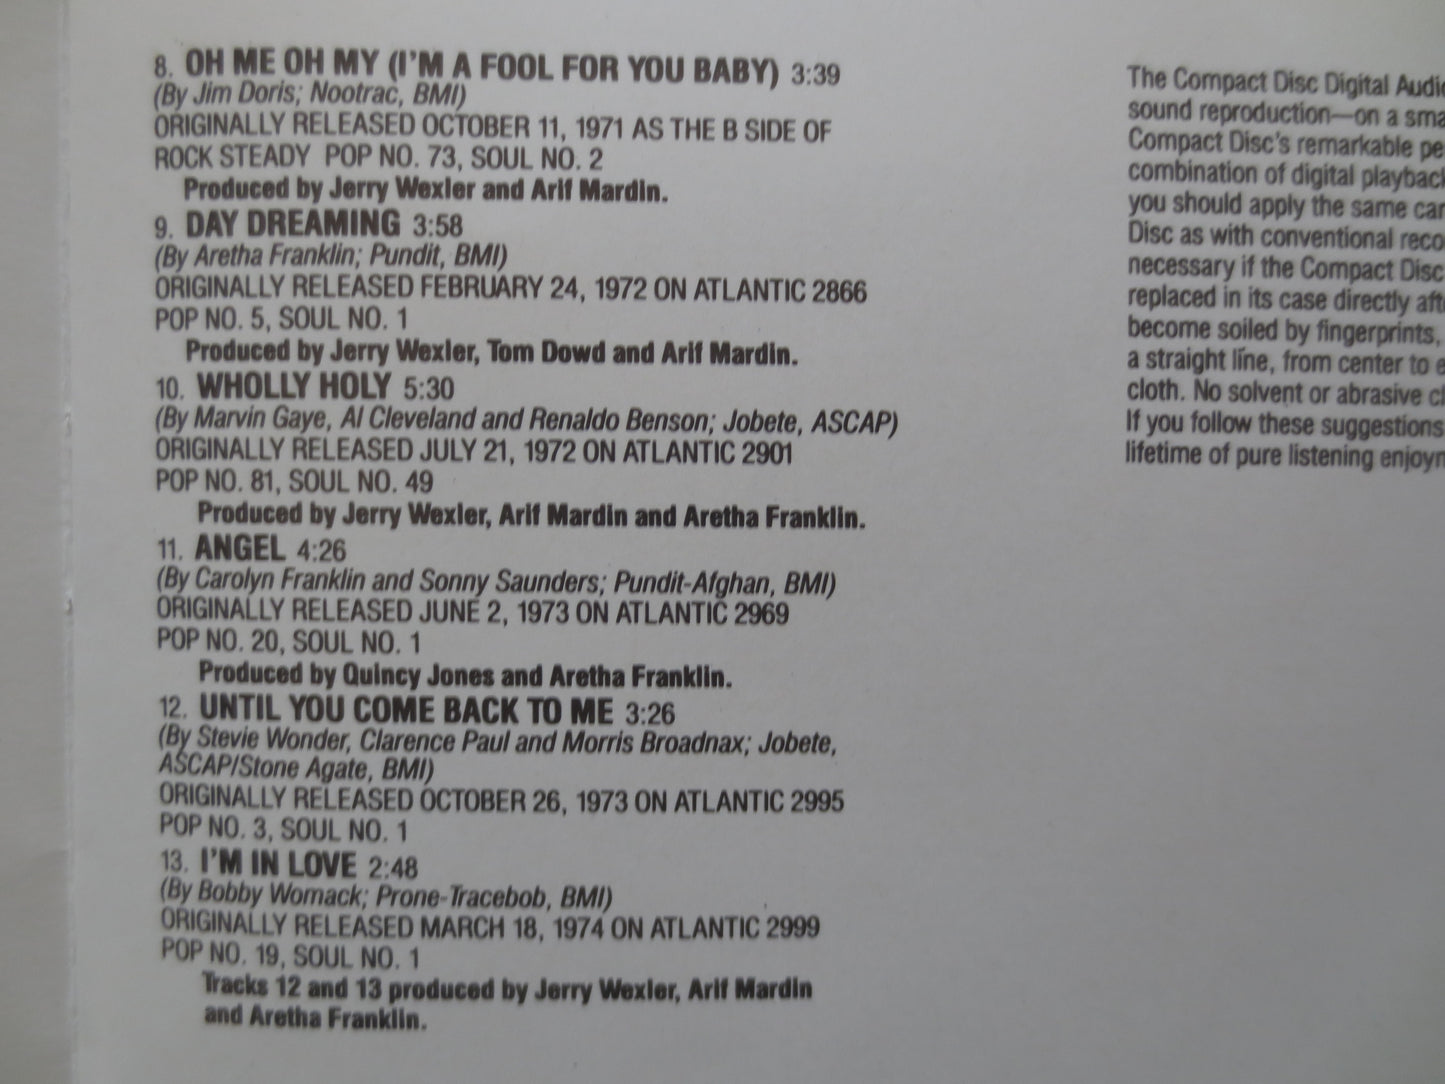 8. OH ME OH MY (I'M A FOOL FOR YOU BABY) 3:39
(By Jim Doris; Nootrac, BMI)
ORIGINALLY RELEASED OCTOBER 11, 1971 AS THE B SIDE OF
ROCK STEADY POP NO. 73, SOUL NO. 2
Produced by Jerry Wexler and Arif Mardin.
9. DAY DREAMING 3:58
(By Aretha Franklin; Pundit, BMI)
ORIGINALLY RELEASED FEBRUARY 24, 1972 ON ATLANTIC 2866
POP NO. 5, SOUL NO. 1
Produced by Jerry Wexler, Tom Dowd and Arif Mardin.
10. WHOLLY HOLY 5:30
(By Marvin Gaye, Al Cleveland and Renaldo Benson; Jobete, ASCAP)
ORIGINALLY RELEASED JULY 21, 1972 ON ATLANTIC 2901
POP NO. 81, SOUL NO. 49
Produced by Jerry Wexler, Arif Mardin and Aretha Franklin.
11. ANGEL 4:26
(By Carolyn Franklin and Sonny Saunders; Pundit-Afghan, BMI)
ORIGINALLY RELEASED JUNE 2, 1973 ON ATLANTIC 2969
POP NO. 20, SOUL NO. 1
Produced by Quincy Jones and Aretha Franklin.
12. UNTIL YOU COME BACK TO ME 3:26
(By Stevie Wonder, Clarence Paul and Morris Broadnax; Jobete,
ASCAP/Stone Agate, BMI)
ORIGINALLY RELEASED OCTOBER 26, 1973 ON ATLANTIC 2995
POP NO. 3, SOUL NO. 1
13. I'M IN LOVE 2:48
(By Bobby Womack; Prone-Tracebob, BMI)
ORIGINALLY RELEASED MARCH 18, 1974 ON ATLANTIC 2999
POP NO. 19, SOUL NO. 1
Tracks 12 and 13 produced by Jerry Wexler, Arif Mardin
and Aretha Franklin.
The Compact Disc Digital
sound reproduction—on a
Compact Disc's remarkable
combination of digital
you should apply the same
Disc as with conventional
necessary if the Compact Disc
replaced in its case directly
become soiled by fingerprints,
a straight line, from center to
cloth. No solvent or abrasive
If you follow these suggestions
lifetime of pure listening